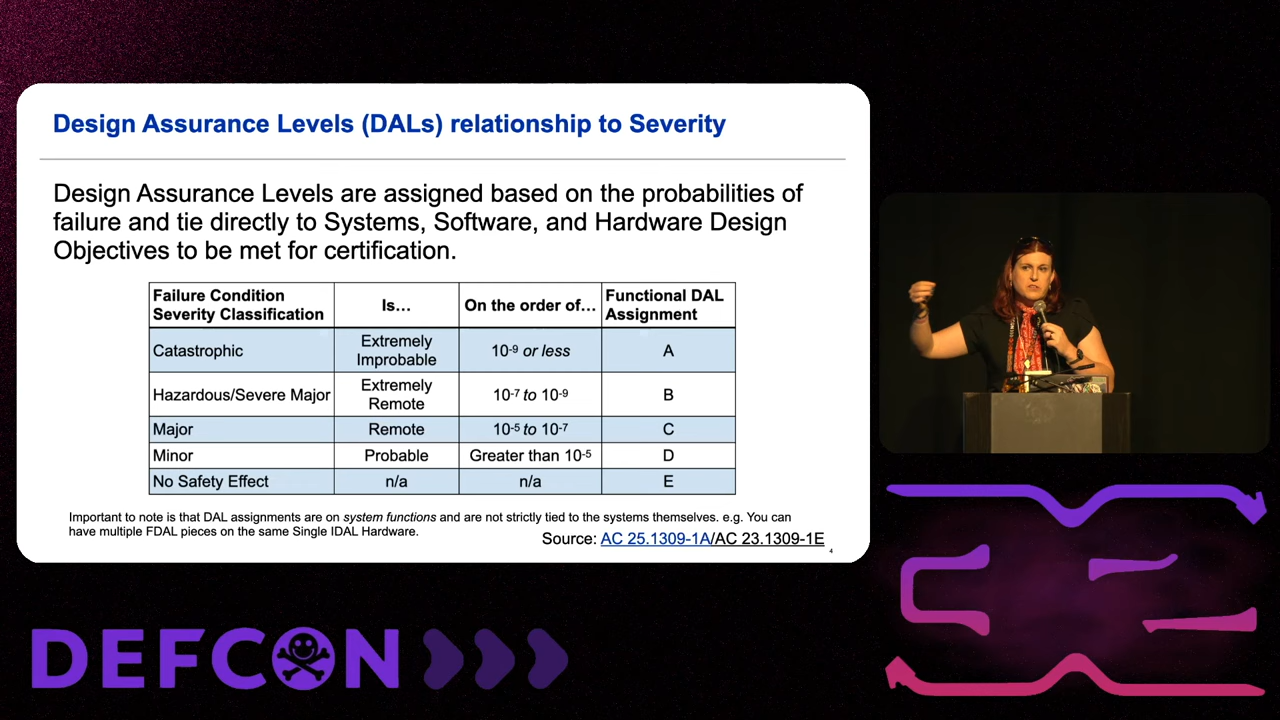 Design Assurance Levels (DALs) relationship to Severity
Design Assurance Levels are assigned based on the probabilities of
failure and tie directly to Systems, Software, and Hardware Design
Objectives to be met for certification.
Failure Condition
Severity Classification
Is…
On the order of…
Functional DAL
Assignment
Catastrophic
Extremely
Improbable
10⁻⁹ or less
A
Hazardous/Severe Major
Extremely
Remote
10⁻⁷ to 10⁻⁹
B
Major
Remote
10⁻⁵ to 10⁻⁷
C
Minor
Probable
Greater than 10⁻⁵
D
No Safety Effect
n/a
n/a
E
Important to note is that DAL assignments are on system functions and are not strictly tied to the systems themselves. e.g. You can
have multiple FDAL pieces on the same Single IDAL Hardware.
Source: AC 25.1309-1A/AC 23.1309-1E
4
DEFCON